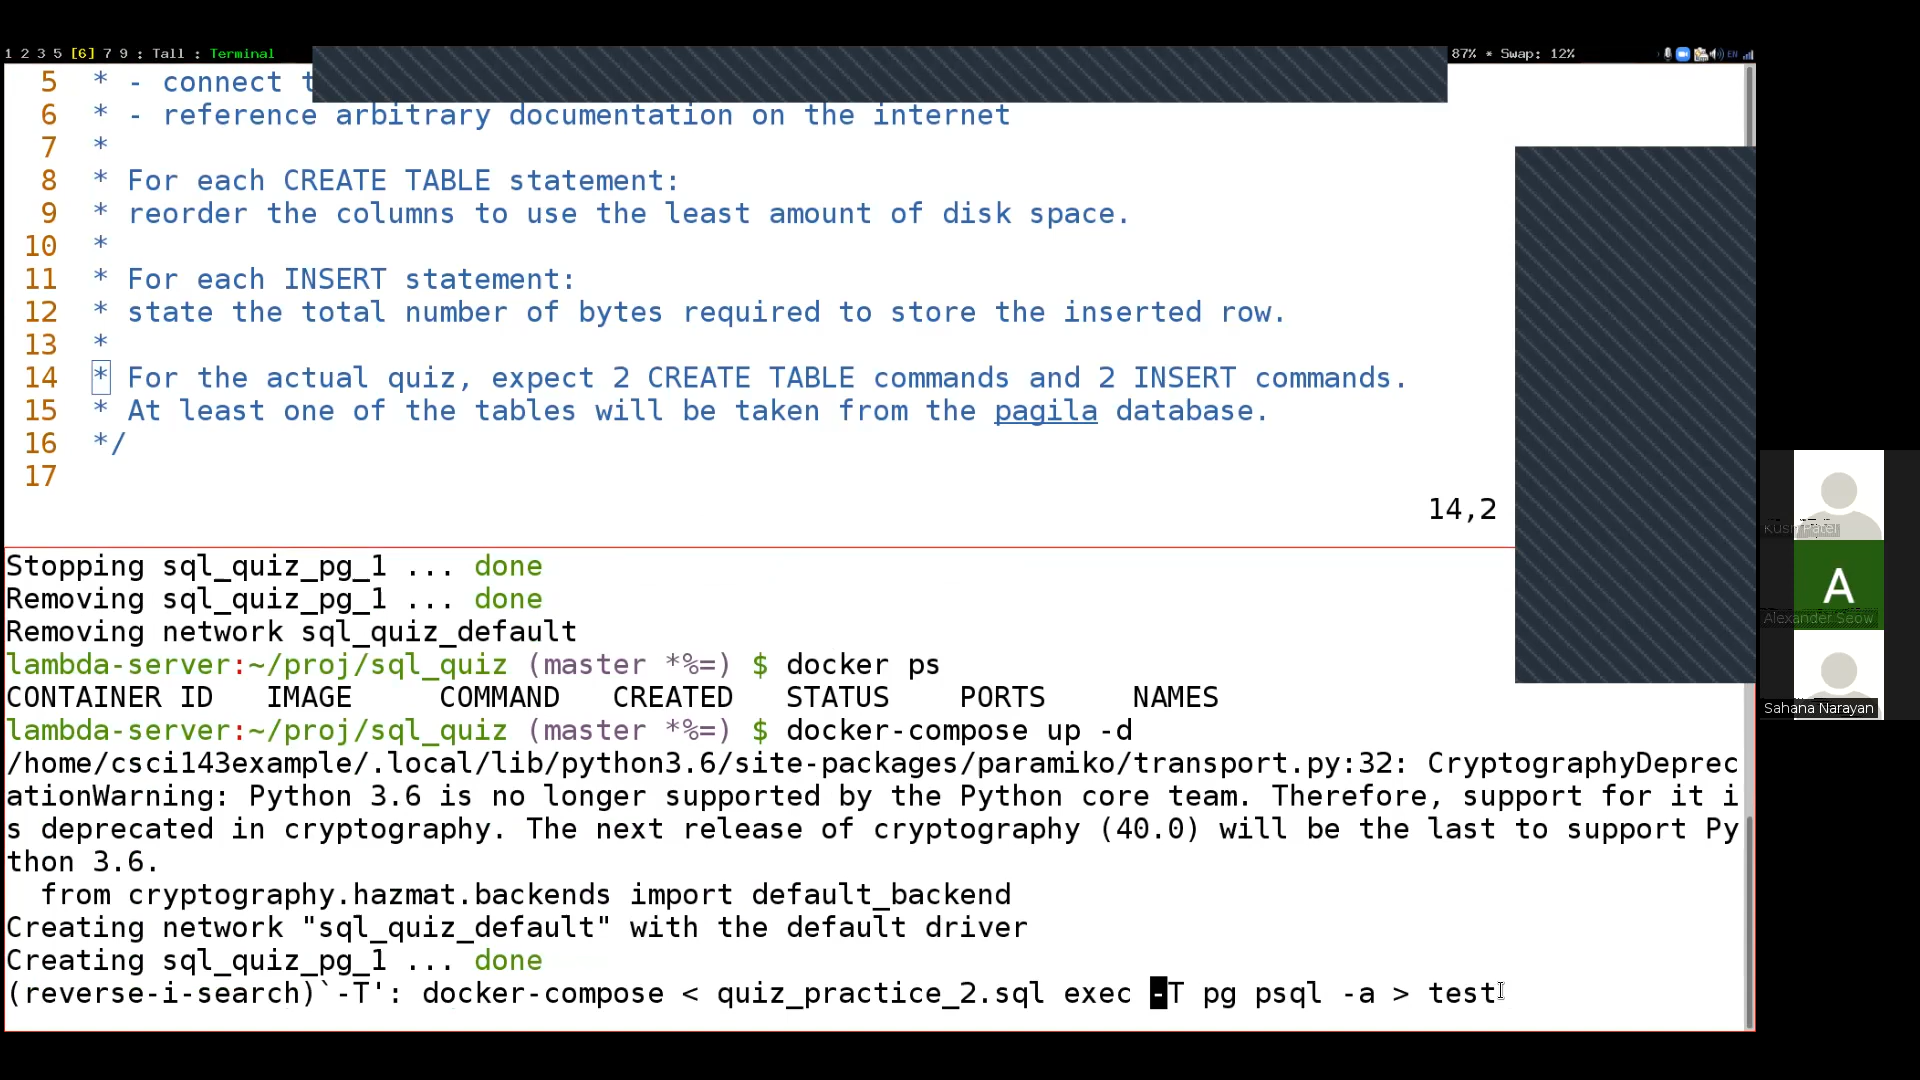 1 2 3 5 [6] 7 9 : Tall : Terminal
87% * Swap: 12%
EN
5 * - connect t
6 * - reference arbitrary documentation on the internet
7 *
8 * For each CREATE TABLE statement:
9 * reorder the columns to use the least amount of disk space.
10 *
11 * For each INSERT statement:
12 * state the total number of bytes required to store the inserted row.
13 *
14 * For the actual quiz, expect 2 CREATE TABLE commands and 2 INSERT commands.
15 * At least one of the tables will be taken from the pagila database.
16 */
17
14,2
Stopping sql_quiz_pg_1 ... done
Removing sql_quiz_pg_1 ... done
Removing network sql_quiz_default
lambda-server:~/proj/sql_quiz (master *%=) $ docker ps
CONTAINER ID IMAGE COMMAND CREATED STATUS PORTS NAMES
lambda-server:~/proj/sql_quiz (master *%=) $ docker-compose up -d
/home/csci143example/.local/lib/python3.6/site-packages/paramiko/transport.py:32: CryptographyDeprec
ationWarning: Python 3.6 is no longer supported by the Python core team. Therefore, support for it i
s deprecated in cryptography. The next release of cryptography (40.0) will be the last to support Py
thon 3.6.
from cryptography.hazmat.backends import default_backend
Creating network "sql_quiz_default" with the default driver
Creating sql_quiz_pg_1 ... done
(reverse-i-search)`-T': docker-compose < quiz_practice_2.sql exec -T pg psql -a > test
Patel
A
Alexander Seow
Sahana Narayan